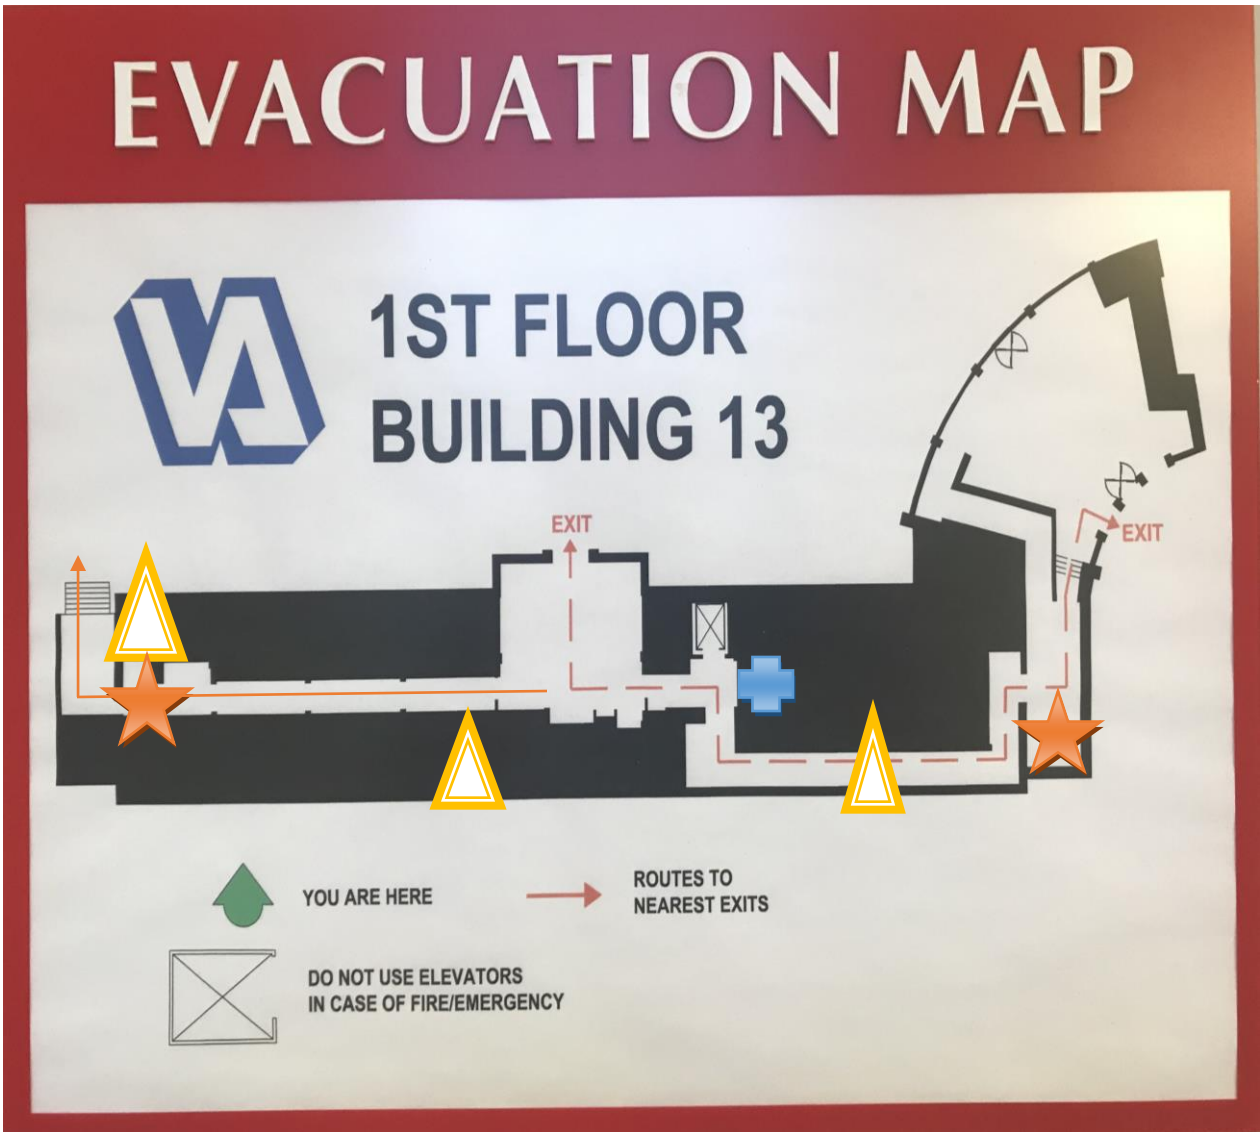 EVACUATION MAP
VA
1ST FLOOR
BUILDING 13
EXIT
EXIT
YOU ARE HERE
ROUTES TO
NEAREST EXITS
DO NOT USE ELEVATORS
IN CASE OF FIRE/EMERGENCY